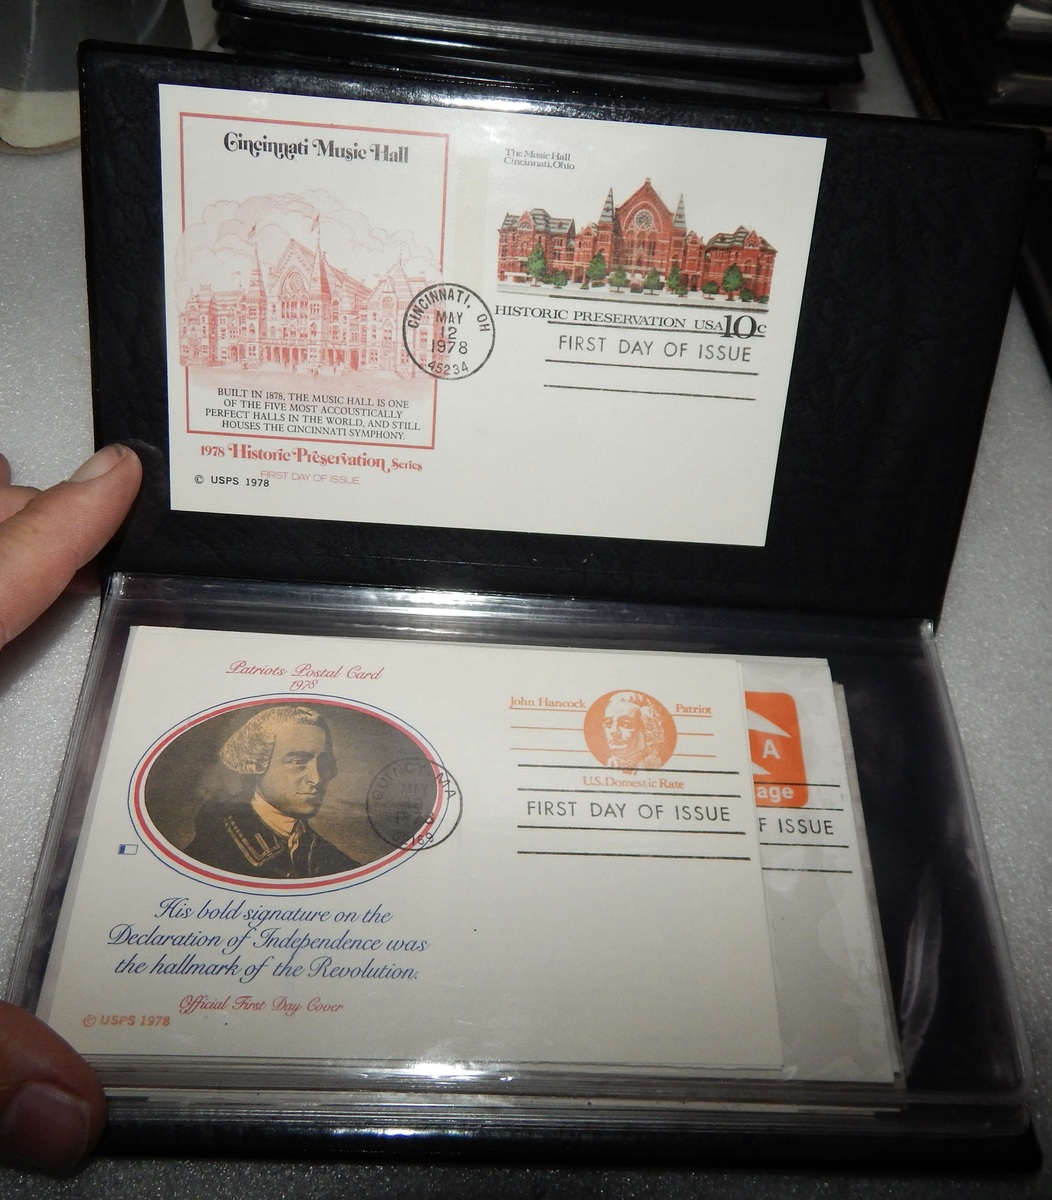 Cincinnati Music Hall
BUILT IN 1878, THE MUSIC HALL IS ONE
OF THE FIVE MOST ACCOUSTICALLY
PERFECT HALLS IN THE WORLD, AND STILL
HOUSES THE CINCINNATI SYMPHONY.
1978 Historic Preservation Series
FIRST DAY OF ISSUE
© USPS 1978
CINCINNATI, OH
MAY
12
1978
45234
The Music Hall
Cincinnati, Ohio
HISTORIC PRESERVATION USA 10c
FIRST DAY OF ISSUE
Patriots Postal Card
1978
His bold signature on the
Declaration of Independence was
the hallmark of the Revolution.
Official First Day Cover
© USPS 1978
QUINCY, MA
02169
John Hancock
Patriot
U.S. Domestic Rate
FIRST DAY OF ISSUE
A
age
F ISSUE